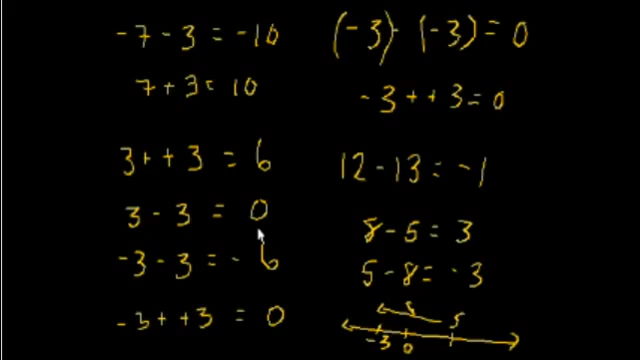 -7 - 3 = -10
7 + 3 = 10
3 + + 3 = 6
3 - 3 = 0
-3 - 3 = - 6
-3 + + 3 = 0
(-3) - (-3) = 0
-3 + + 3 = 0
12 - 13 = -1
8 - 5 = 3
5 - 8 = -3
8 5
-3 0